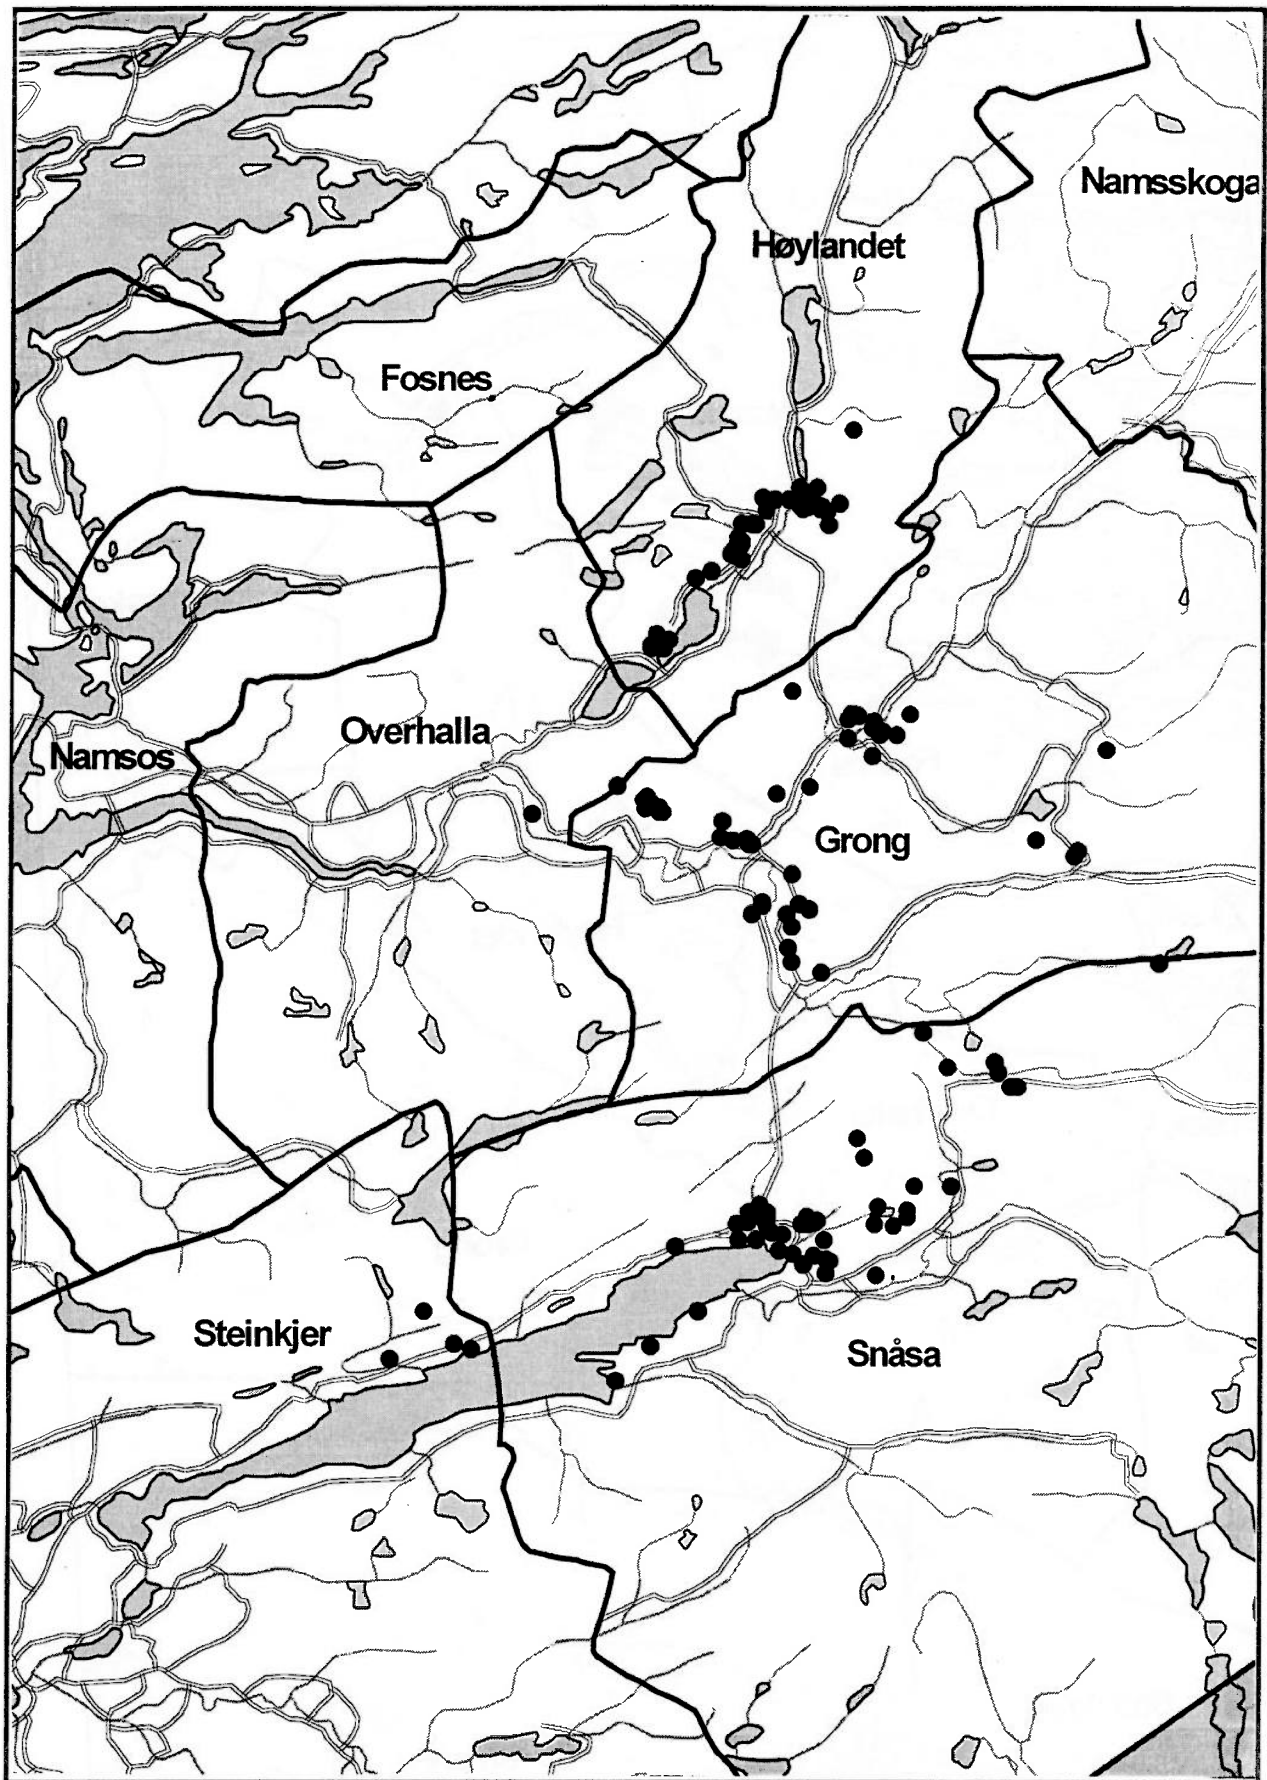 Namsskoga
Høylandet
Fosnes
Overhalla
Namsos
Grong
Steinkjer
Snåsa